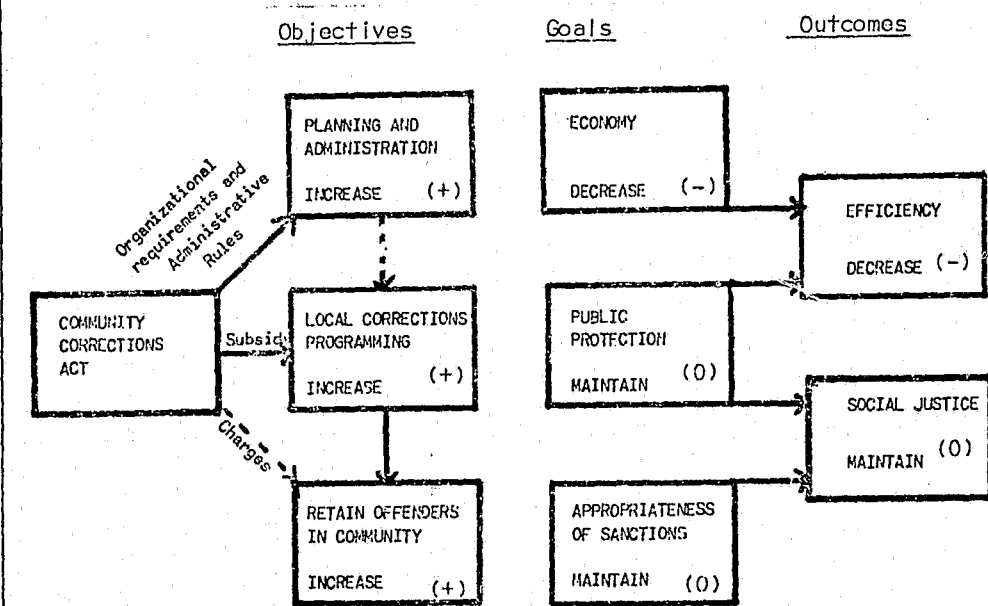 Objectives
Goals
Outcomes
PLANNING AND
ADMINISTRATION
INCREASE (+)
ECONOMY
DECREASE (-)
EFFICIENCY
DECREASE (-)
Organizational
requirements and
Administrative
Rules
COMMUNITY
CORRECTIONS
ACT
Subsid
LOCAL CORRECTIONS
PROGRAMMING
INCREASE (+)
PUBLIC
PROTECTION
MAINTAIN (0)
SOCIAL JUSTICE
MAINTAIN (0)
Charges
RETAIN OFFENDERS
IN COMMUNITY
INCREASE (+)
APPROPRIATENESS
OF SANCTIONS
MAINTAIN (0)